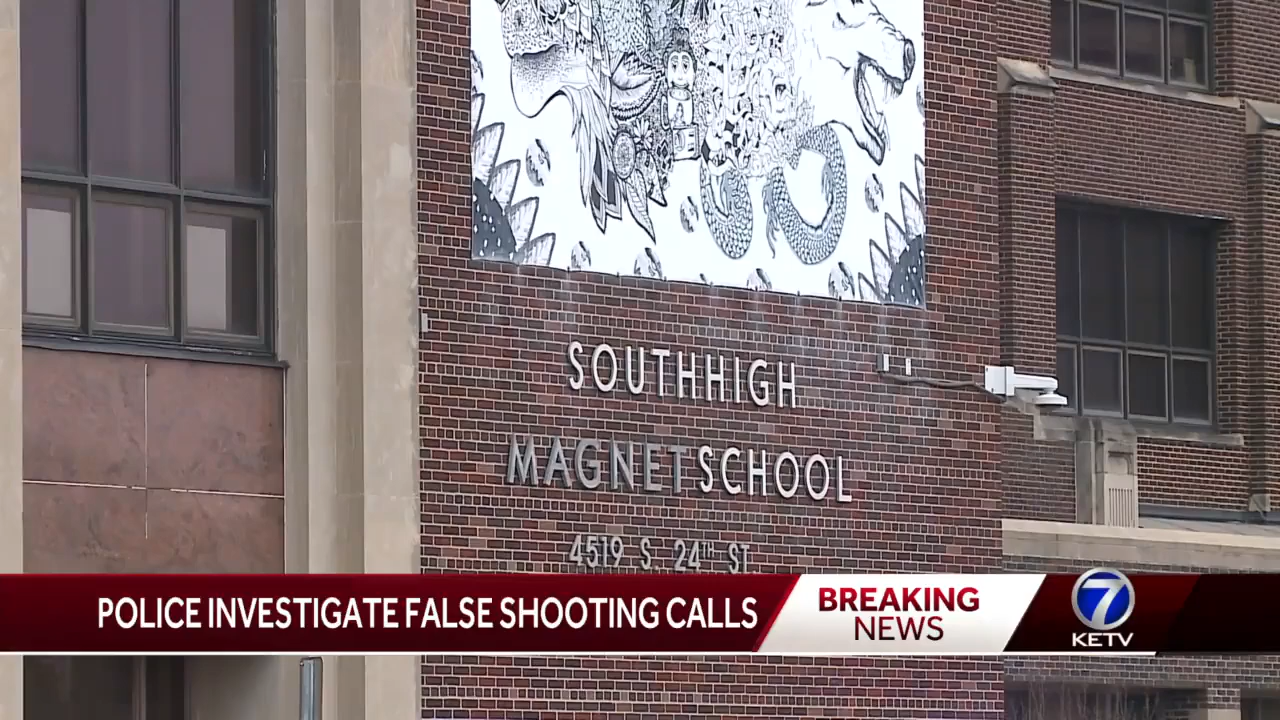 SOUTHHIGH
MAGNETSCHOOL
4519 S. 24TH ST.
POLICE INVESTIGATE FALSE SHOOTING CALLS
BREAKING
NEWS
7
KETV